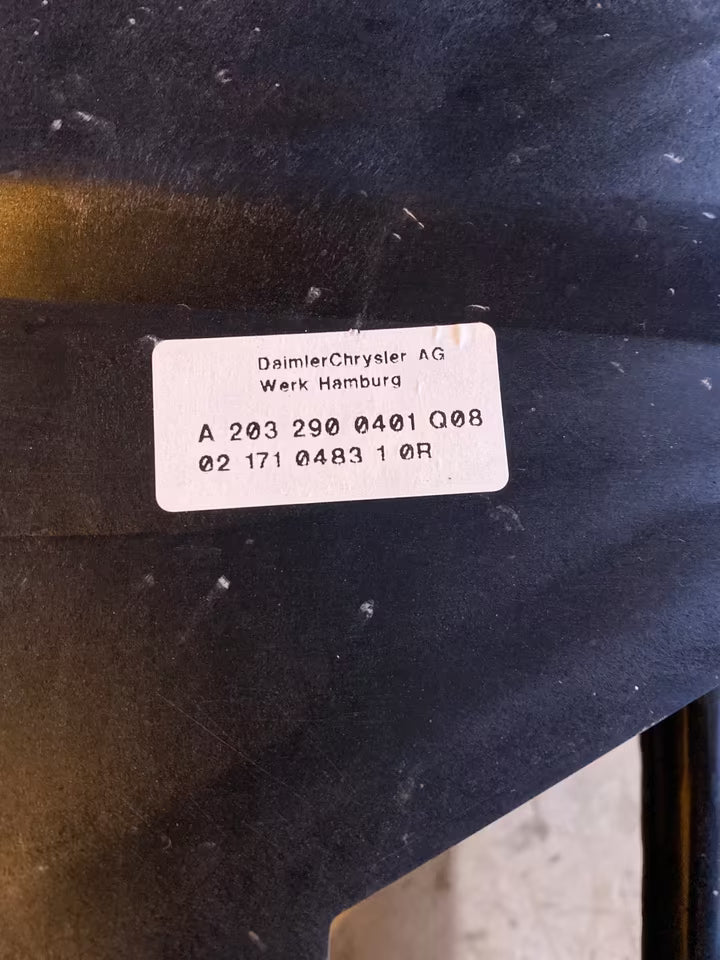 DaimlerChrysler AG
Werk Hamburg
A 203 290 0401 Q08
02 171 0483 1 0R